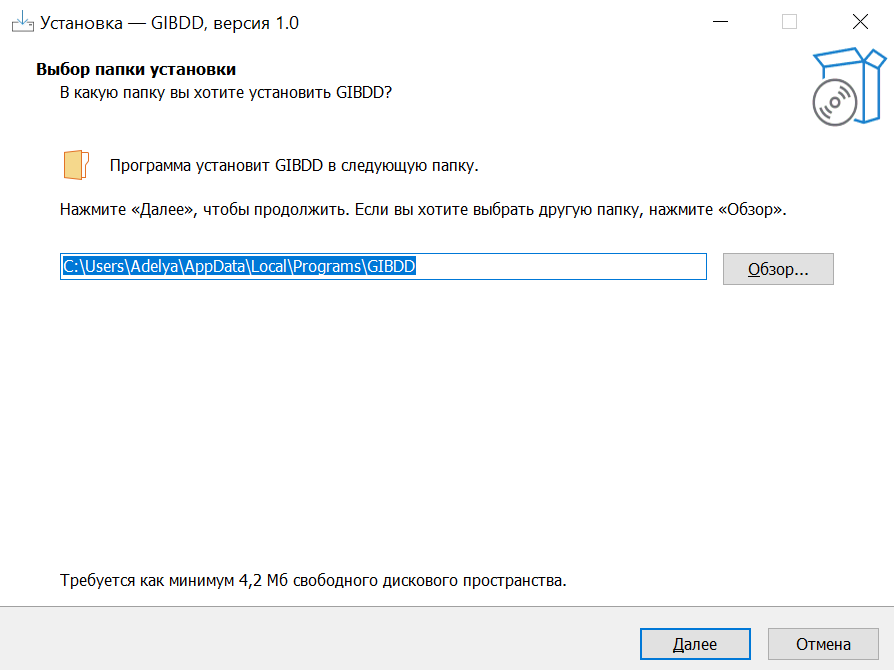 Установка — GIBDD, версия 1.0
Выбор папки установки
В какую папку вы хотите установить GIBDD?
Программа установит GIBDD в следующую папку.
Нажмите «Далее», чтобы продолжить. Если вы хотите выбрать другую папку, нажмите «Обзор».
C:\Users\Adelya\AppData\Local\Programs\GIBDD
Обзор...
Требуется как минимум 4,2 Мб свободного дискового пространства.
Далее
Отмена